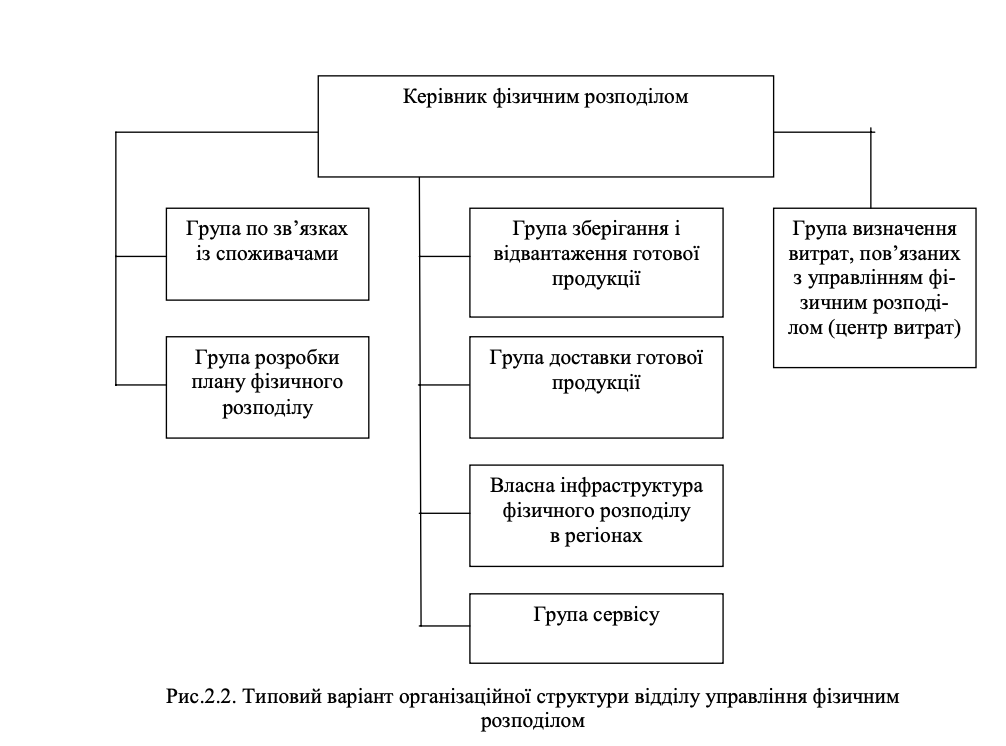 Керівник фізичним розподілом
Група по зв’язках
із споживачами
Група розробки
плану фізичного
розподілу
Група зберігання і
відвантаження готової
продукції
Група доставки готової
продукції
Власна інфраструктура
фізичного розподілу
в регіонах
Група сервісу
Група визначення
витрат, пов’язаних
з управлінням фі-
зичним розподі-
лом (центр витрат)
Рис.2.2. Типовий варіант організаційної структури відділу управління фізичним
розподілом